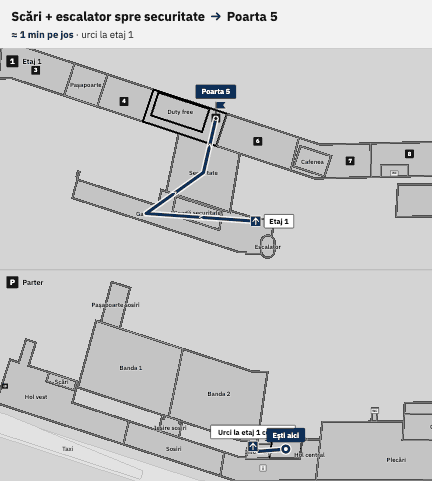 Scări + escalator spre securitate → Poarta 5
≈ 1 min pe jos · urci la etaj 1
1 Etaj 1
3
Pașapoarte
4
Poarta 5
Duty free
6
Cafenea
7
8
Etaj 1
Escalator
P Parter
Pașapoarte sosiri
Banda 1
Banda 2
Scări
Hol vest
Ieșire sosiri
Urci la etaj 1
Ești aici
Hol central
Taxi
Sosiri
Plecări